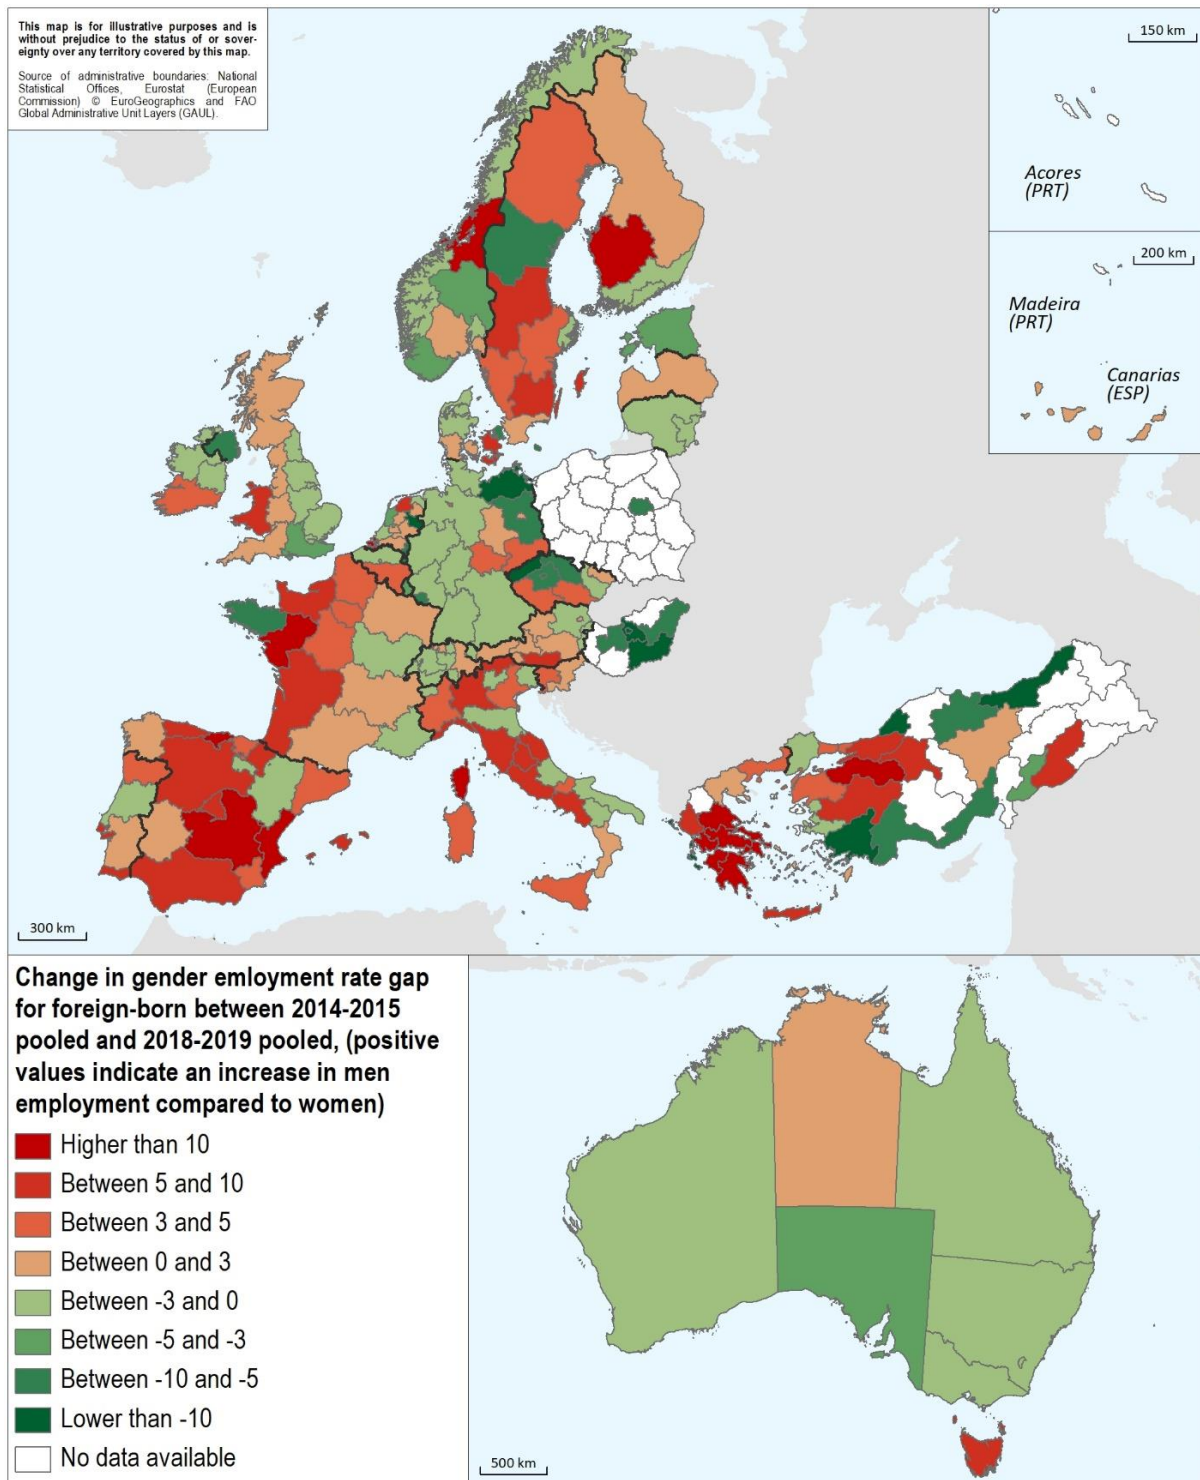 This map is for illustrative purposes and is
without prejudice to the status of or sover-
eignty over any territory covered by this map.
Source of administrative boundaries: National
Statistical Offices, Eurostat (European
Commission) © EuroGeographics and FAO
Global Administrative Unit Layers (GAUL).
150 km
Acores
(PRT)
200 km
Madeira
(PRT)
Canarias
(ESP)
300 km
Change in gender emloyment rate gap
for foreign-born between 2014-2015
pooled and 2018-2019 pooled, (positive
values indicate an increase in men
employment compared to women)
Higher than 10
Between 5 and 10
Between 3 and 5
Between 0 and 3
Between -3 and 0
Between -5 and -3
Between -10 and -5
Lower than -10
No data available
500 km